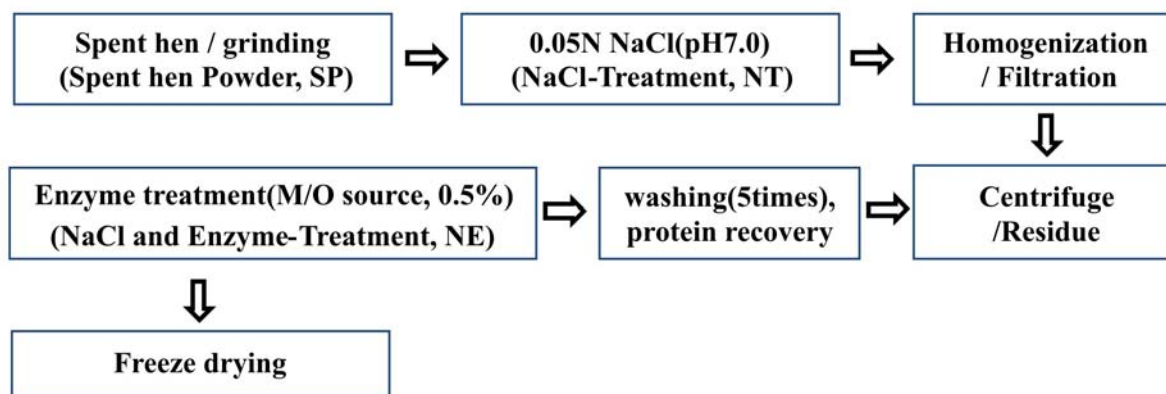 Spent hen / grinding
(Spent hen Powder, SP)
0.05N NaCl(pH7.0)
(NaCl-Treatment, NT)
Homogenization
/ Filtration
Enzyme treatment(M/O source, 0.5%)
(NaCl and Enzyme-Treatment, NE)
washing(5times),
protein recovery
Centrifuge
/Residue
Freeze drying